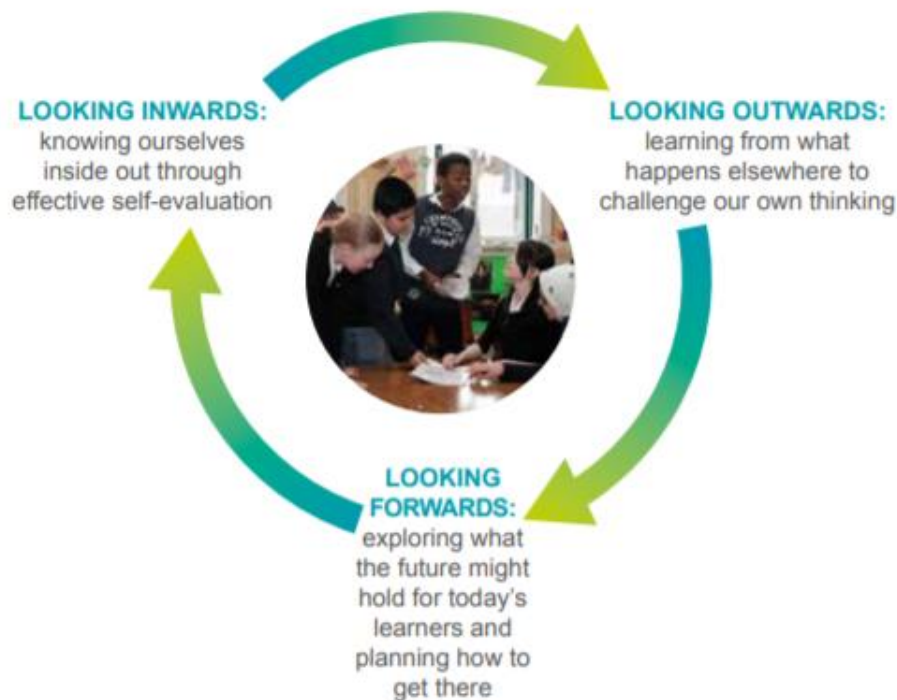 LOOKING INWARDS:
knowing ourselves
inside out through
effective self-evaluation
LOOKING OUTWARDS:
learning from what
happens elsewhere to
challenge our own thinking
LOOKING
FORWARDS:
exploring what
the future might
hold for today's
learners and
planning how to
get there